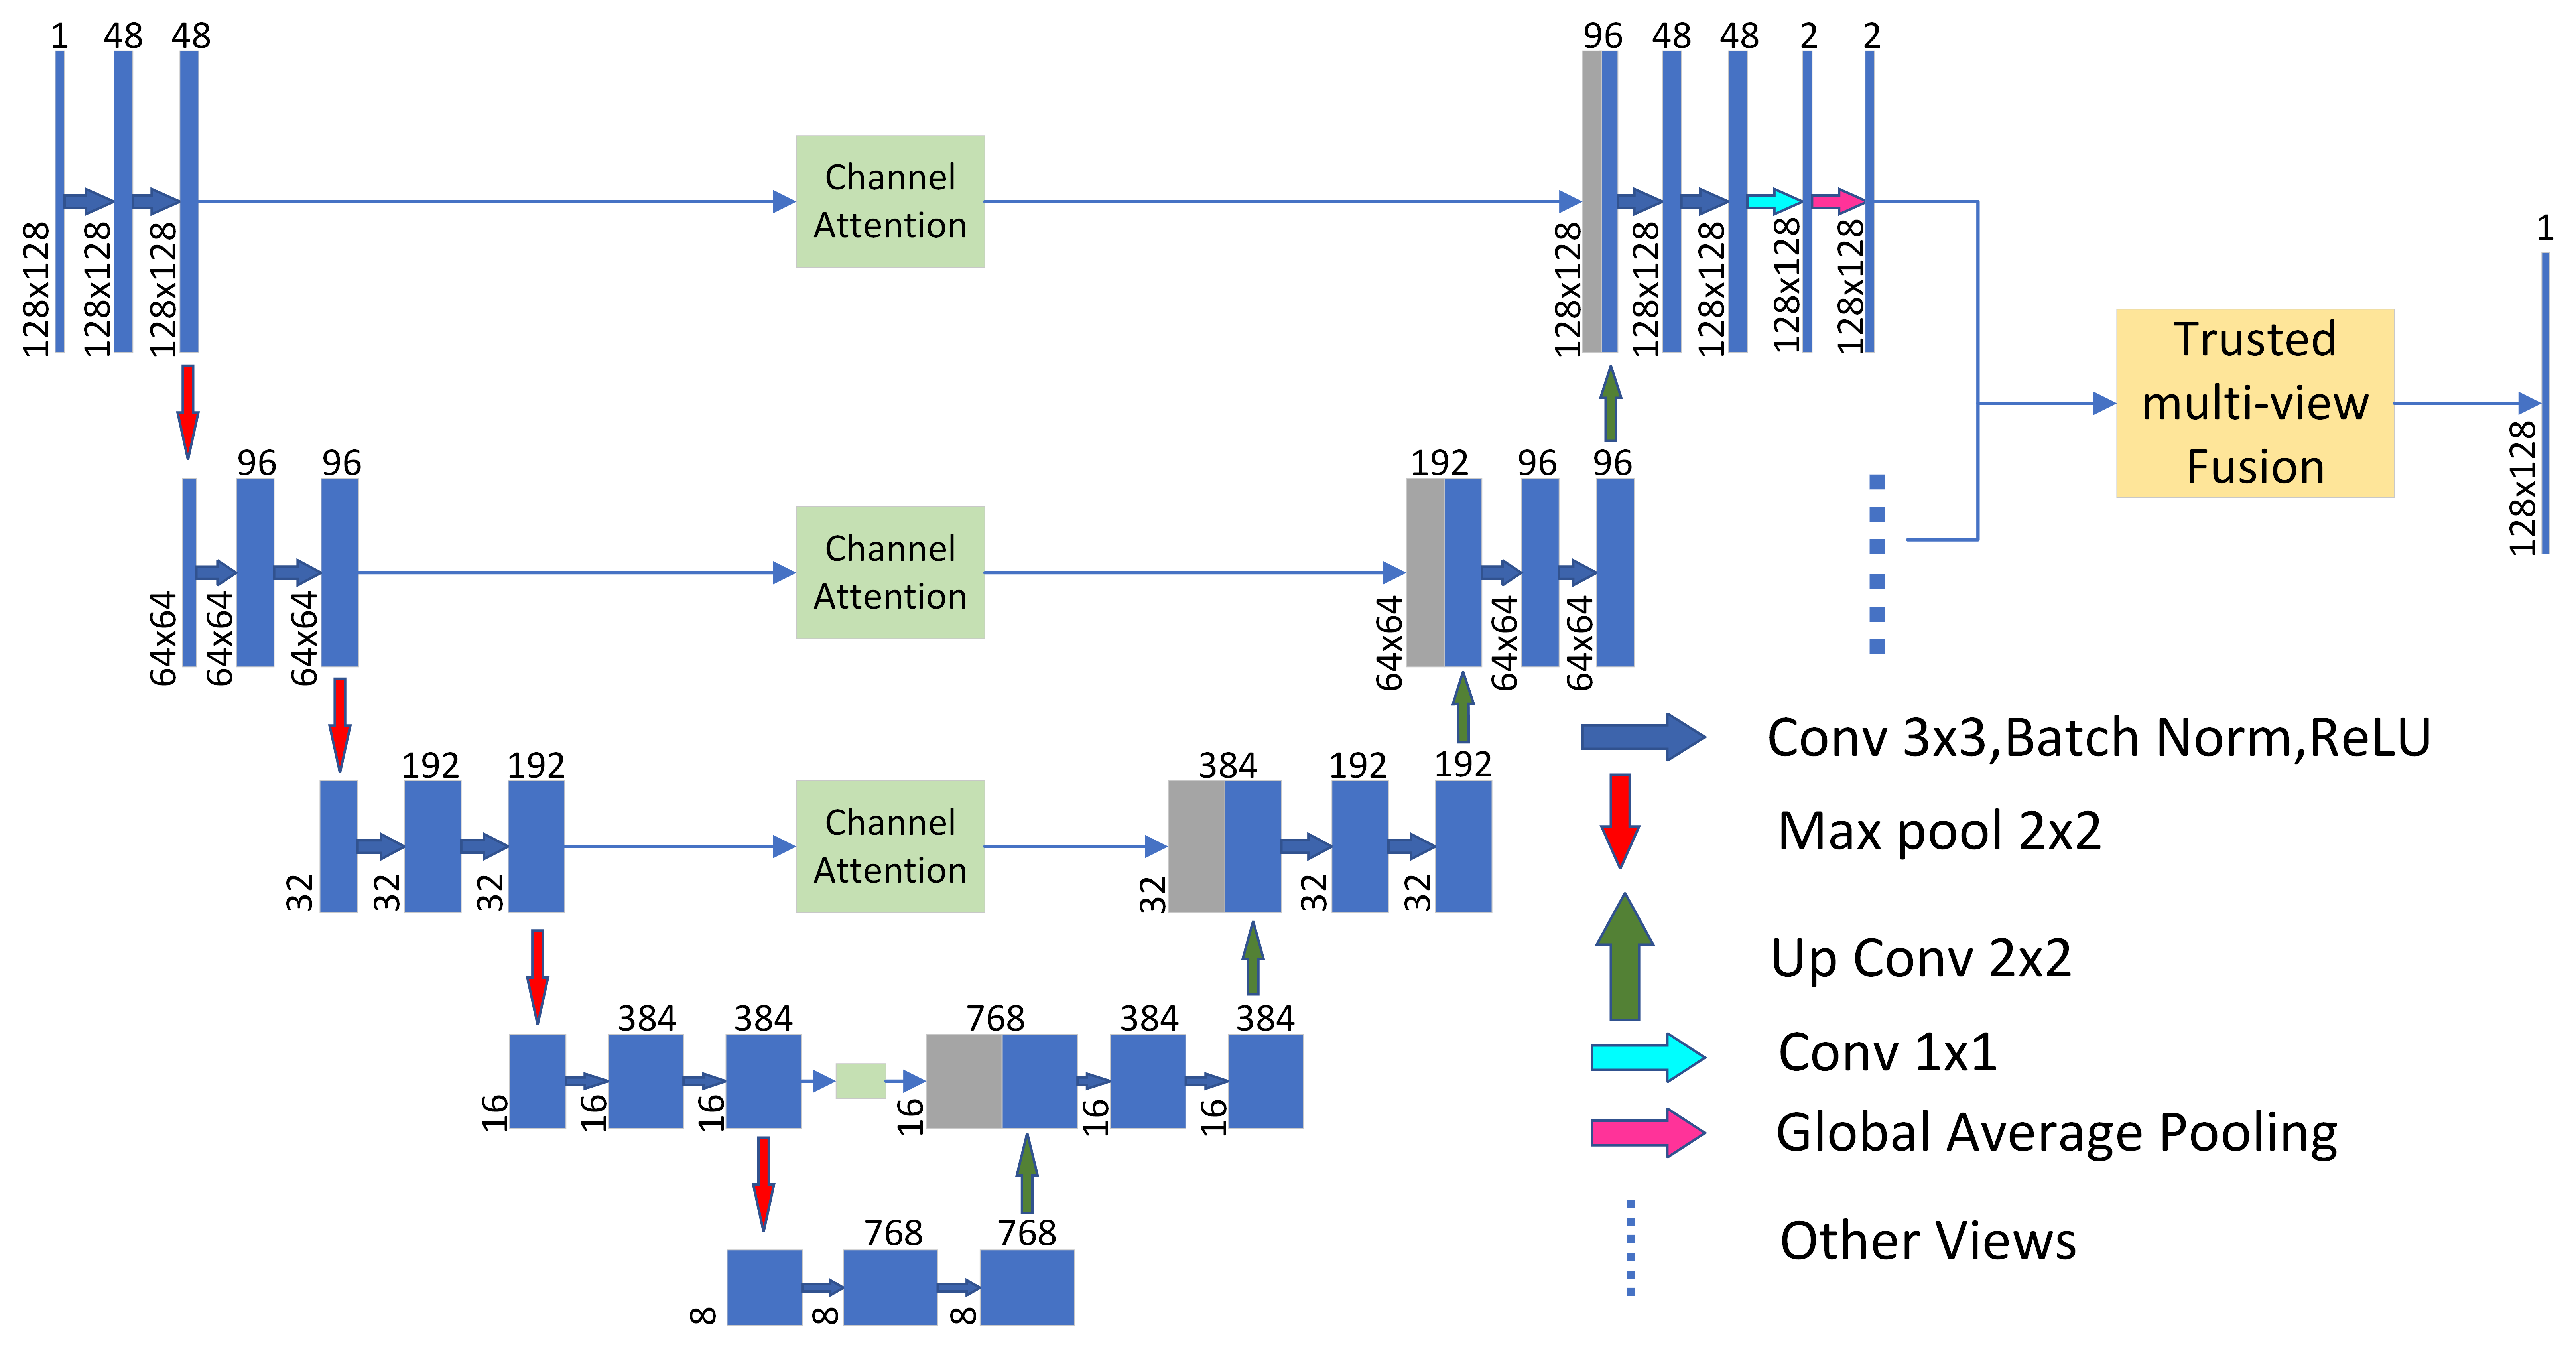 1 48 48
128x128 128x128 128x128
Channel
Attention
96 48 48 2 2
128x128 128x128 128x128 128x128 128x128
1
128x128
Trusted
multi-view
Fusion
96 96
64x64 64x64 64x64
Channel
Attention
192 96 96
64x64 64x64 64x64
192 192
32 32 32
Channel
Attention
384 192 192
32 32 32
384 384
16 16 16
768 384 384
16 16 16
768 768
8 8 8
Conv 3x3,Batch Norm,ReLU
Max pool 2x2
Up Conv 2x2
Conv 1x1
Global Average Pooling
Other Views